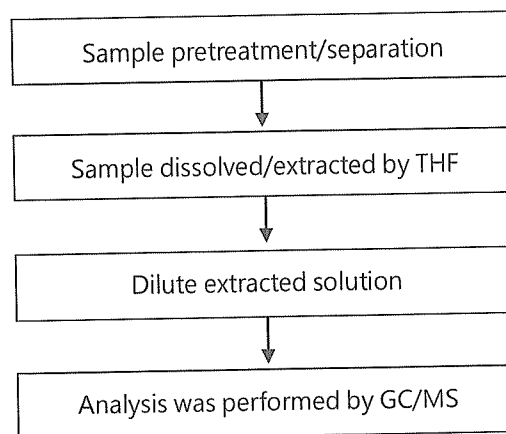 Sample pretreatment/separation
Sample dissolved/extracted by THF
Dilute extracted solution
Analysis was performed by GC/MS